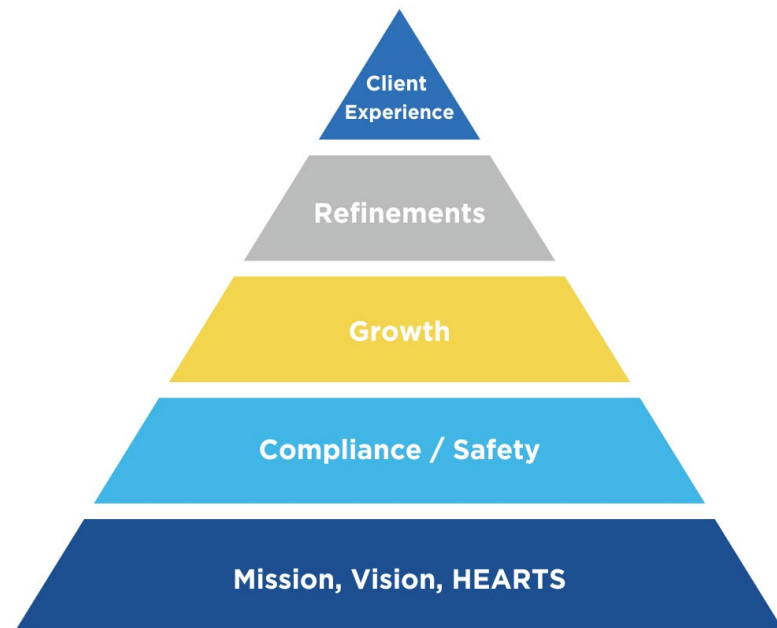 Client
Experience
Refinements
Growth
Compliance / Safety
Mission, Vision, HEARTS